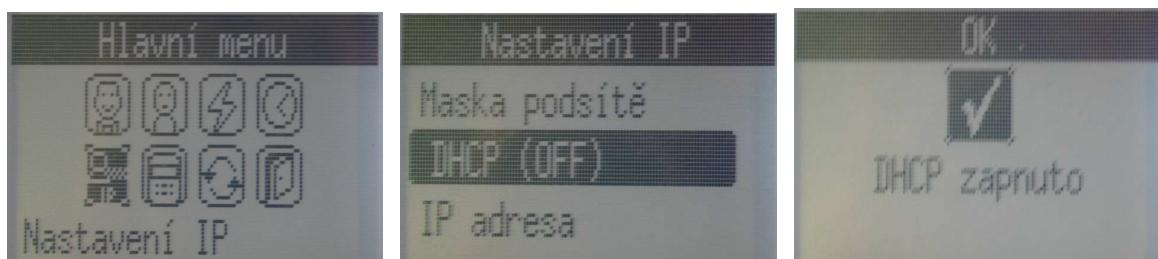 Hlavní menu
Nastavení IP
Nastavení IP
Maska podsítě
DHCP (OFF)
IP adresa
OK
DHCP zapnuto